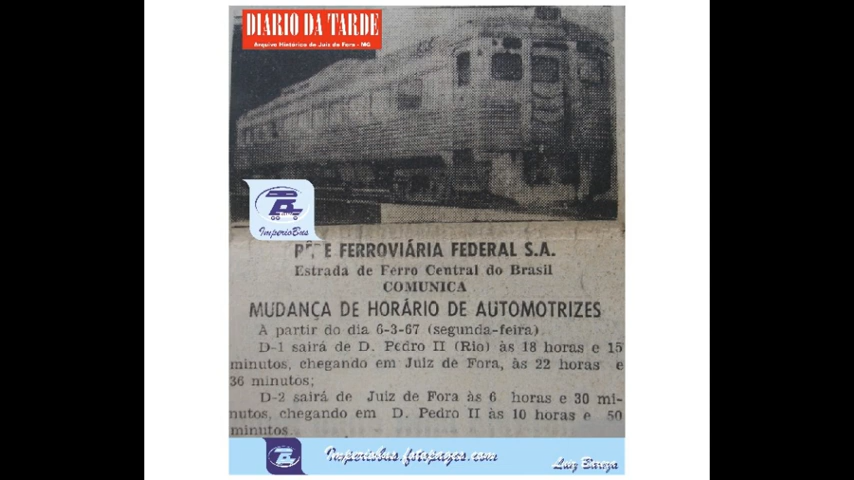 DIARIO DA TARDE
Arquivo Histórico de Juiz de Fora - MG
ImperioBus
FERROVIÁRIA FEDERAL S.A.
Estrada de Ferro Central do Brasil
COMUNICA
MUDANÇA DE HORÁRIO DE AUTOMOTRIZES
A partir do dia 6-3-67 (segunda-feira)
D-1 sairá de D. Pedro II (Rio) às 18 horas e 15
minutos, chegando em Juiz de Fora, às 22 horas e
36 minutos;
D-2 sairá de Juiz de Fora às 6 horas e 30 mi-
nutos, chegando em D. Pedro II às 10 horas e 50
minutos.
Imperiobus.fotopages.com
Luiz Baroza